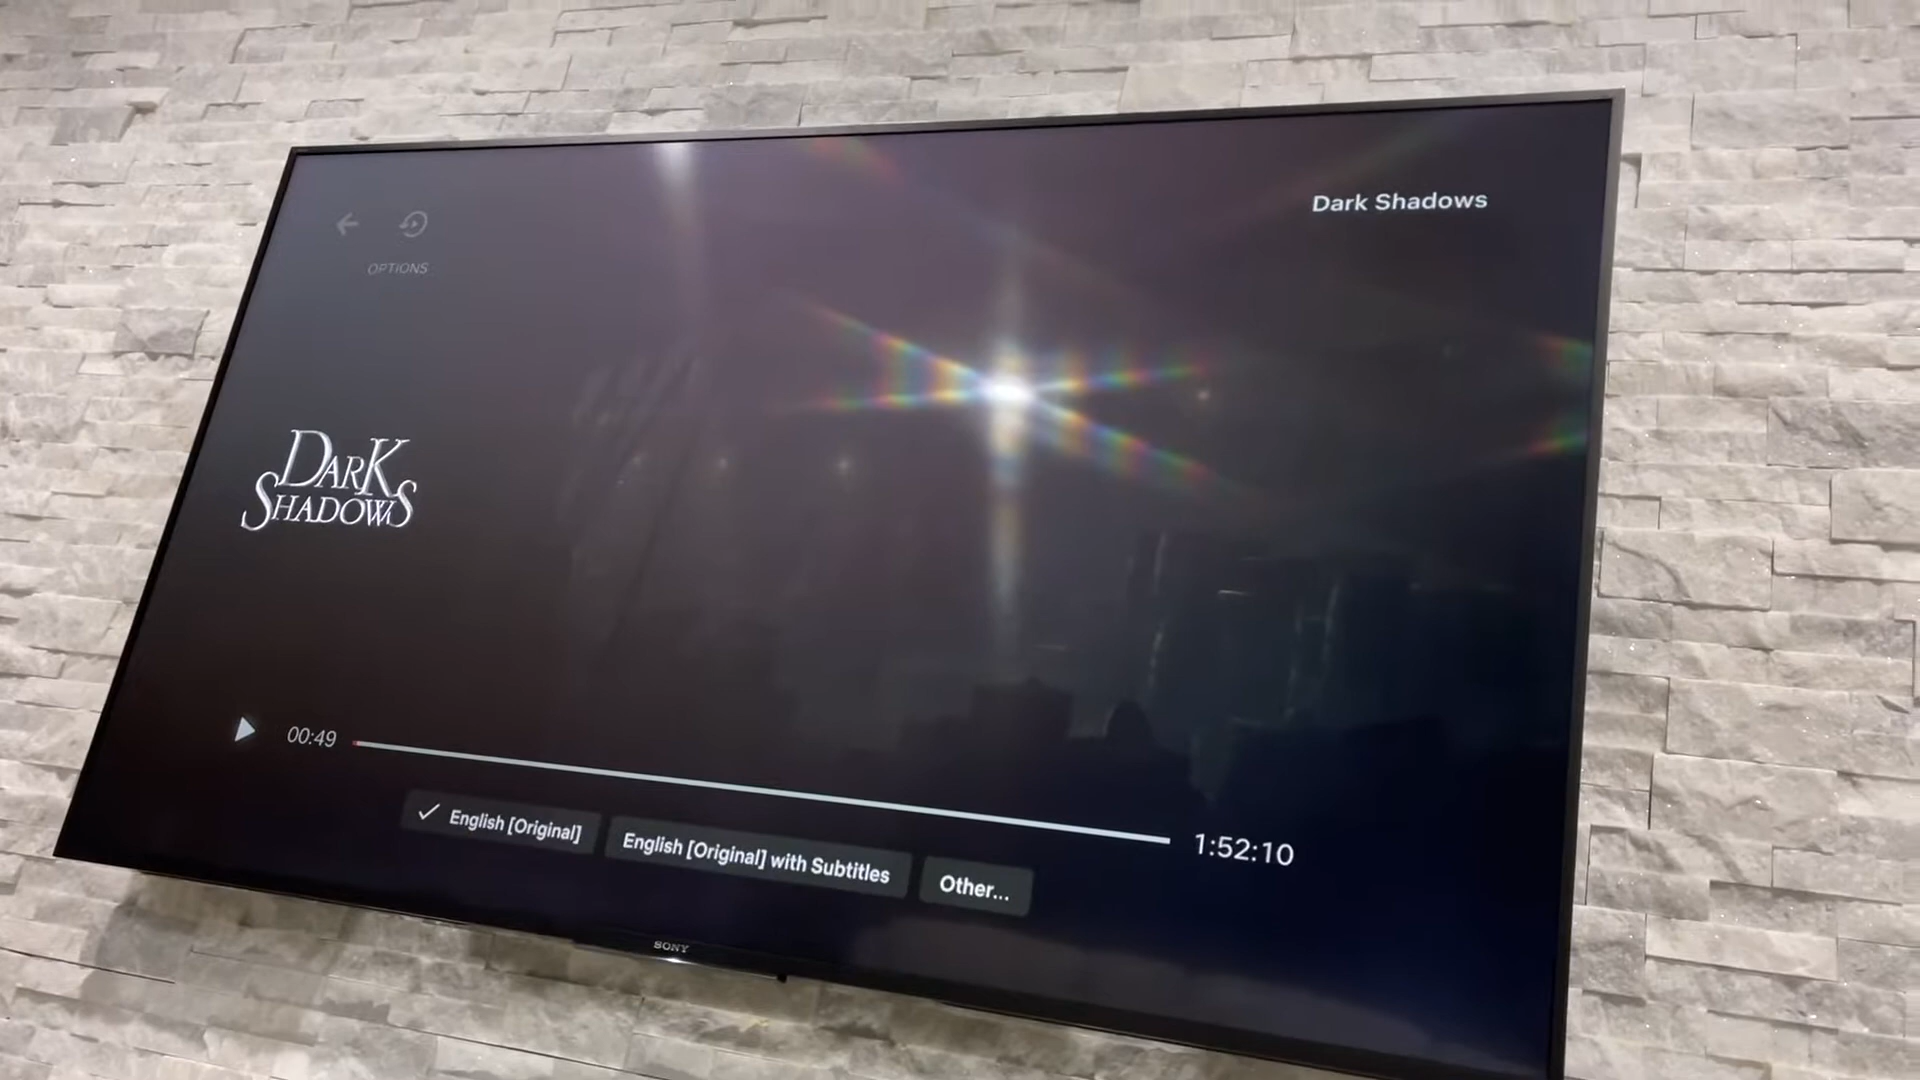 Dark Shadows
OPTIONS
DARK
SHADOWS
00:49
1:52:10
English [Original]
English [Original] with Subtitles
Other...
SONY